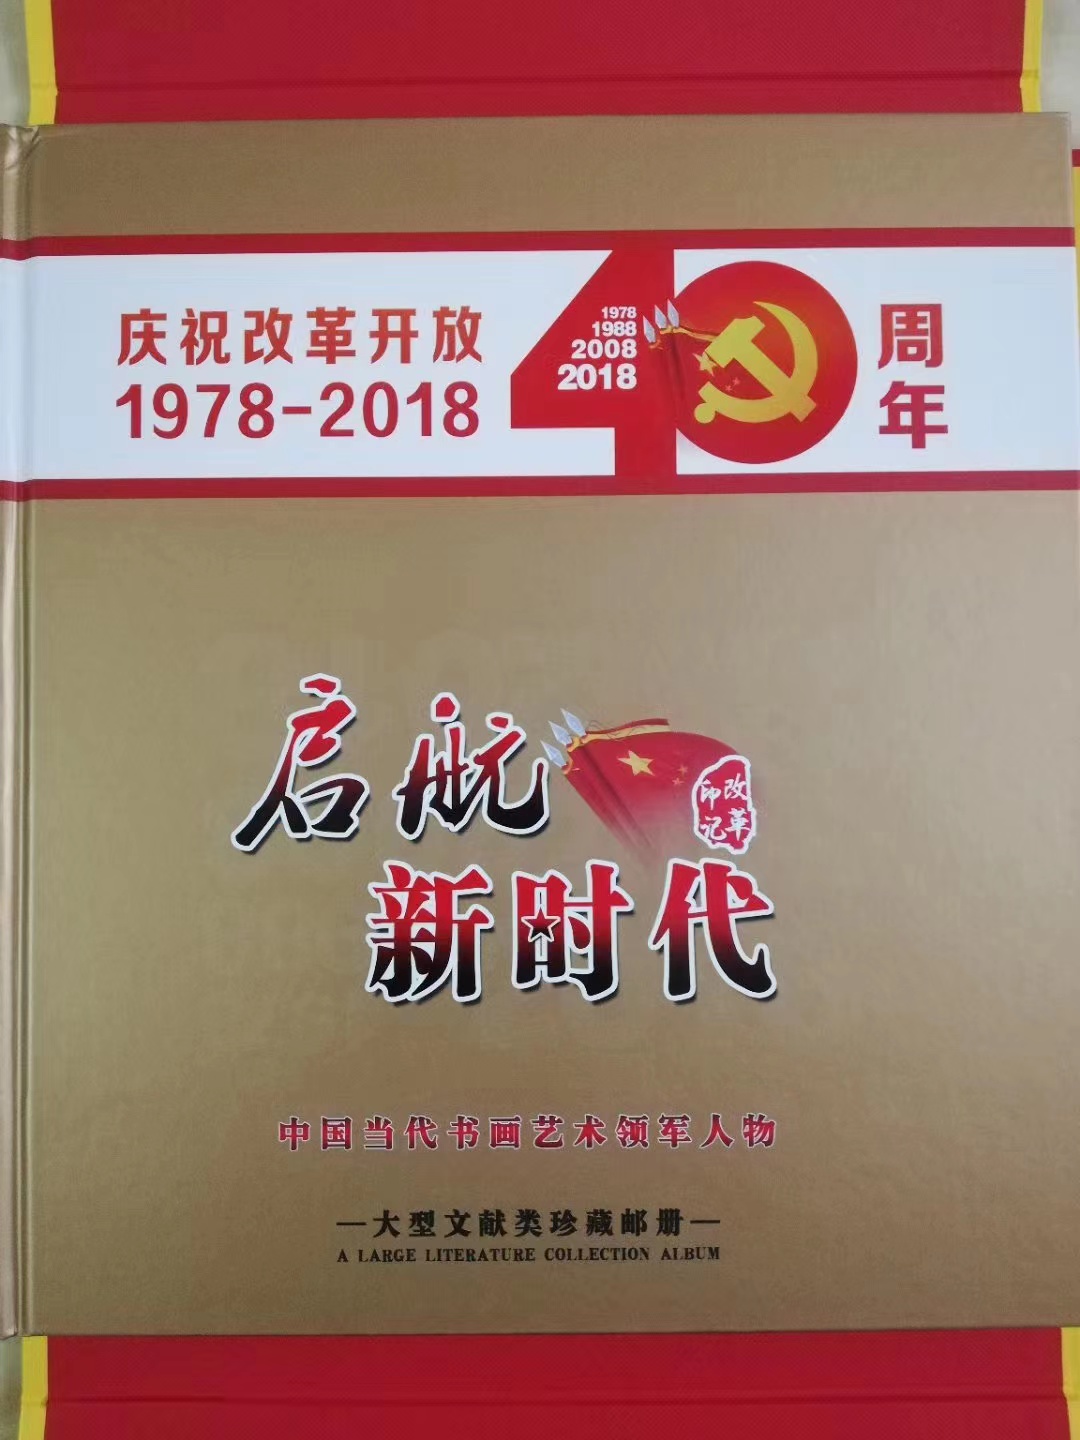 庆祝改革开放
1978-2018
40
1978
1988
2008
2018
周年
启航
改革
印记
新时代
中国当代书画艺术领军人物
—大型文献类珍藏邮册—
A LARGE LITERATURE COLLECTION ALBUM